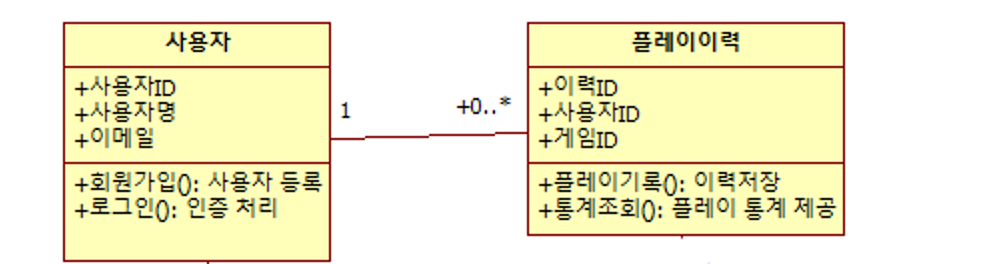 사용자
+사용자ID
+사용자명
+이메일
+회원가입(): 사용자 등록
+로그인(): 인증 처리
1
+0..*
플레이이력
+이력ID
+사용자ID
+게임ID
+플레이기록(): 이력저장
+통계조회(): 플레이 통계 제공